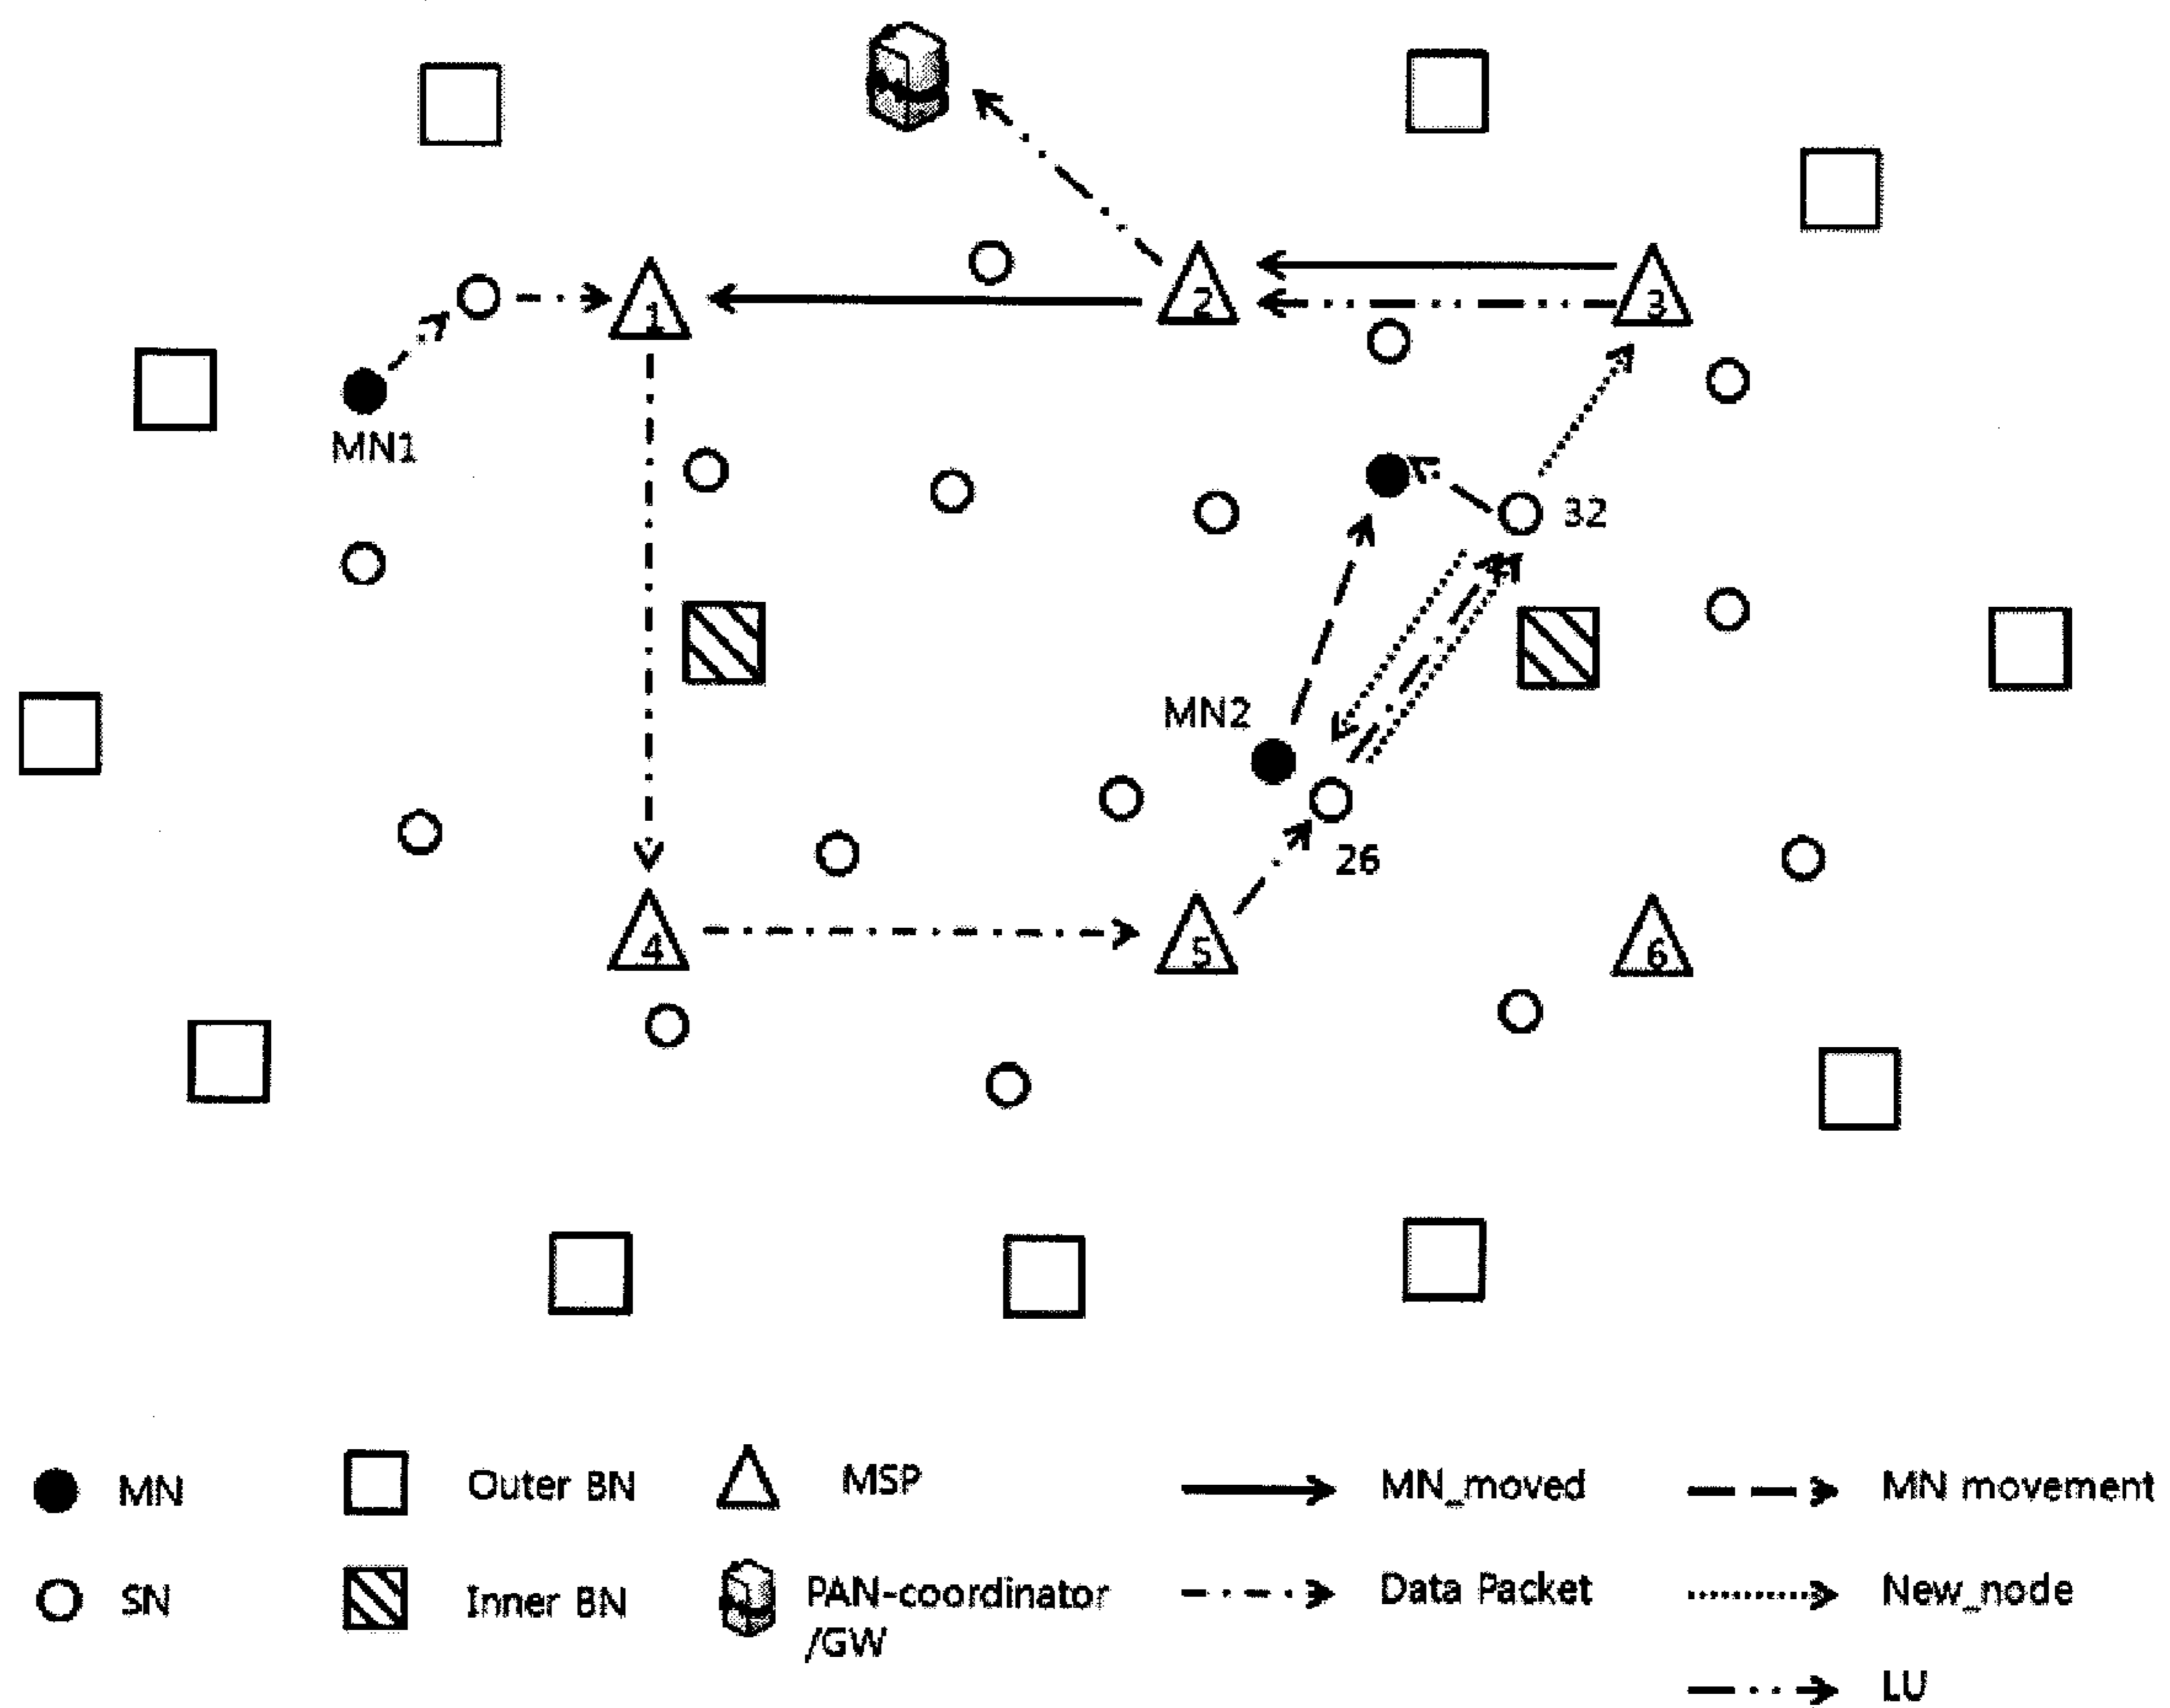 1
2
3
MN1
32
MN2
26
4
5
6
MN
Outer BN
MSP
MN_moved
MN movement
SN
Inner BN
PAN-coordinator
/GW
Data Packet
New_node
LU